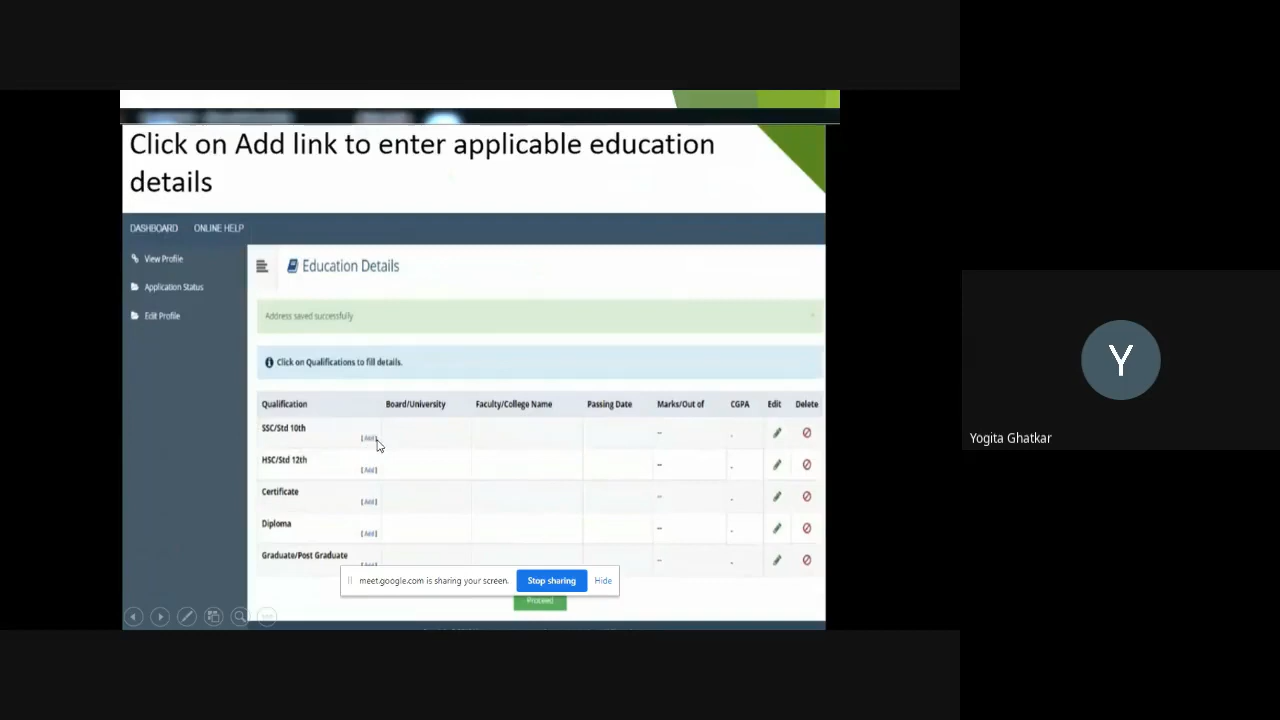 Click on Add link to enter applicable education
details
DASHBOARD ONLINE HELP
View Profile
Application Status
Edit Profile
Education Details
Address saved successfully
Click on Qualifications to fill details.
Qualification Board/University Faculty/College Name Passing Date Marks/Out of CGPA Edit Delete
SSC/Std 10th
[Add]
--
HSC/Std 12th
[Add]
--
Certificate
[Add]
--
Diploma
[Add]
--
Graduate/Post Graduate
--
meet.google.com is sharing your screen. Stop sharing Hide
Proceed
Y
Yogita Ghatkar